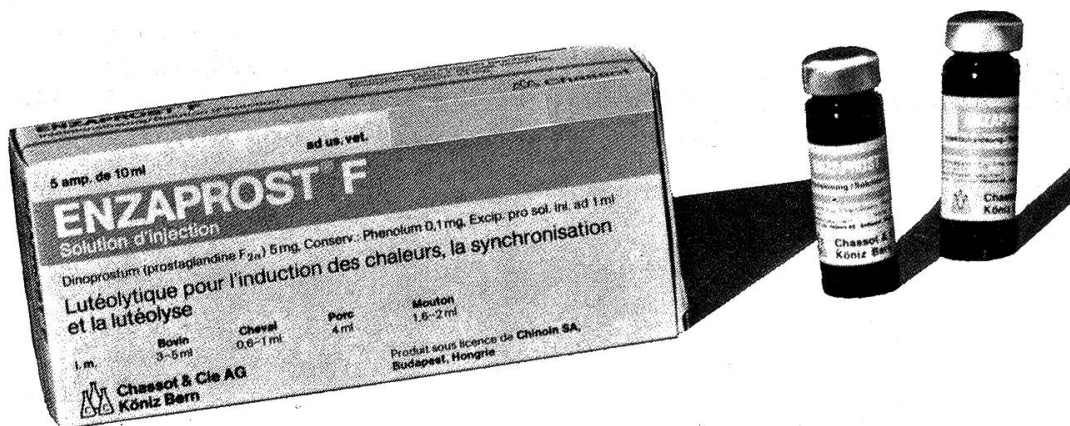 ENZAPROST F
Chassot
5 amp. de 10 ml
ad us. vet.
ENZAPROST® F
Solution d'injection
Dinoprostum (prostaglandine F2α) 5 mg, Conserv.: Phenolum 0,1 mg, Excip. pro sol. inj. ad 1 ml
Lutéolytique pour l'induction des chaleurs, la synchronisation
et la lutéolyse
Bovin Cheval Porc Mouton
I.m. 3–5 ml 0,6–1 ml 4 ml 1,6–2 ml
Chassot & Cie AG
Köniz Bern
Produit sous licence de Chinoin SA,
Budapest, Hongrie
Chassot &
Köniz Bern
Chass
Köniz